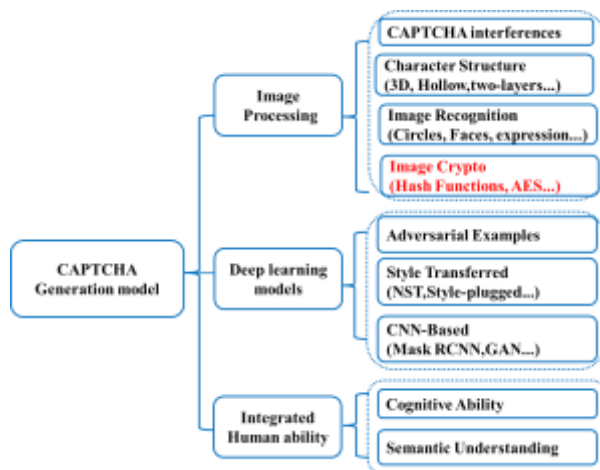 CAPTCHA interferences
Character Structure
(3D, Hollow,two-layers...)
Image
Processing
Image Recognition
(Circles, Faces, expression...)
Image Crypto
(Hash Functions, AES...)
CAPTCHA
Generation model
Deep learning
models
Adversarial Examples
Style Transferred
(NST,Style-plugged...)
CNN-Based
(Mask RCNN,GAN...)
Integrated
Human ability
Cognitive Ability
Semantic Understanding